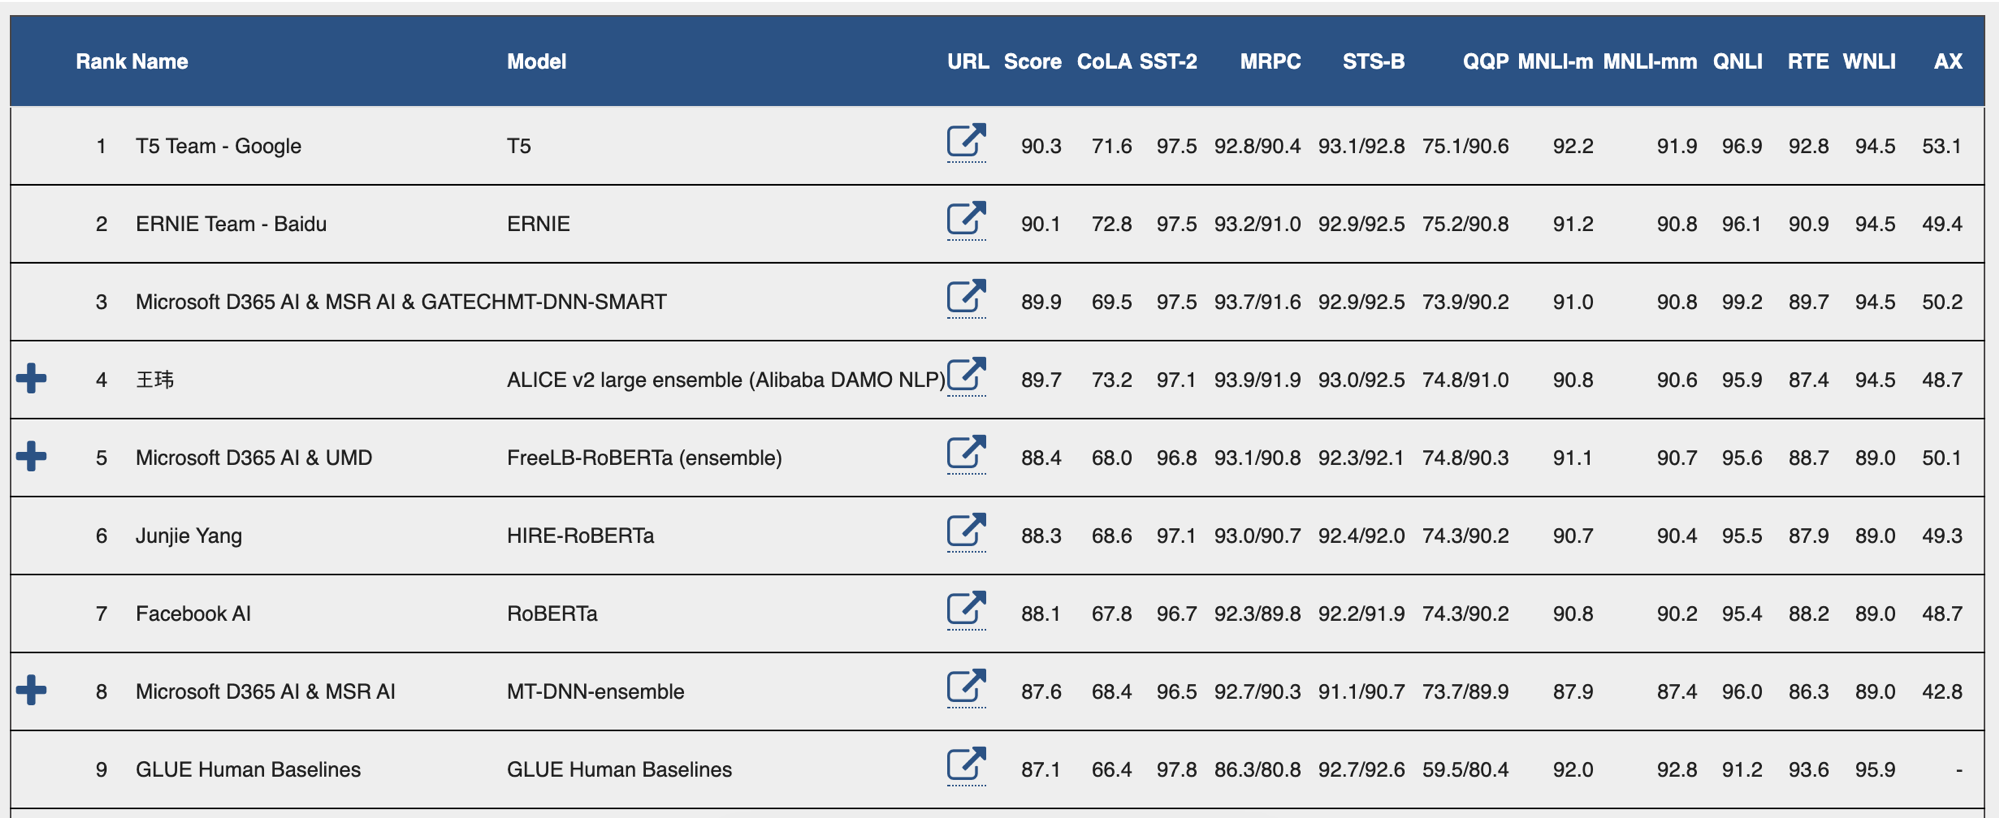 Rank Name Model URL Score CoLA SST-2 MRPC STS-B QQP MNLI-m MNLI-mm QNLI RTE WNLI AX
1 T5 Team - Google T5 90.3 71.6 97.5 92.8/90.4 93.1/92.8 75.1/90.6 92.2 91.9 96.9 92.8 94.5 53.1
2 ERNIE Team - Baidu ERNIE 90.1 72.8 97.5 93.2/91.0 92.9/92.5 75.2/90.8 91.2 90.8 96.1 90.9 94.5 49.4
3 Microsoft D365 AI & MSR AI & GATECH MT-DNN-SMART 89.9 69.5 97.5 93.7/91.6 92.9/92.5 73.9/90.2 91.0 90.8 99.2 89.7 94.5 50.2
4 王玮 ALICE v2 large ensemble (Alibaba DAMO NLP) 89.7 73.2 97.1 93.9/91.9 93.0/92.5 74.8/91.0 90.8 90.6 95.9 87.4 94.5 48.7
5 Microsoft D365 AI & UMD FreeLB-RoBERTa (ensemble) 88.4 68.0 96.8 93.1/90.8 92.3/92.1 74.8/90.3 91.1 90.7 95.6 88.7 89.0 50.1
6 Junjie Yang HIRE-RoBERTa 88.3 68.6 97.1 93.0/90.7 92.4/92.0 74.3/90.2 90.7 90.4 95.5 87.9 89.0 49.3
7 Facebook AI RoBERTa 88.1 67.8 96.7 92.3/89.8 92.2/91.9 74.3/90.2 90.8 90.2 95.4 88.2 89.0 48.7
8 Microsoft D365 AI & MSR AI MT-DNN-ensemble 87.6 68.4 96.5 92.7/90.3 91.1/90.7 73.7/89.9 87.9 87.4 96.0 86.3 89.0 42.8
9 GLUE Human Baselines GLUE Human Baselines 87.1 66.4 97.8 86.3/80.8 92.7/92.6 59.5/80.4 92.0 92.8 91.2 93.6 95.9 -